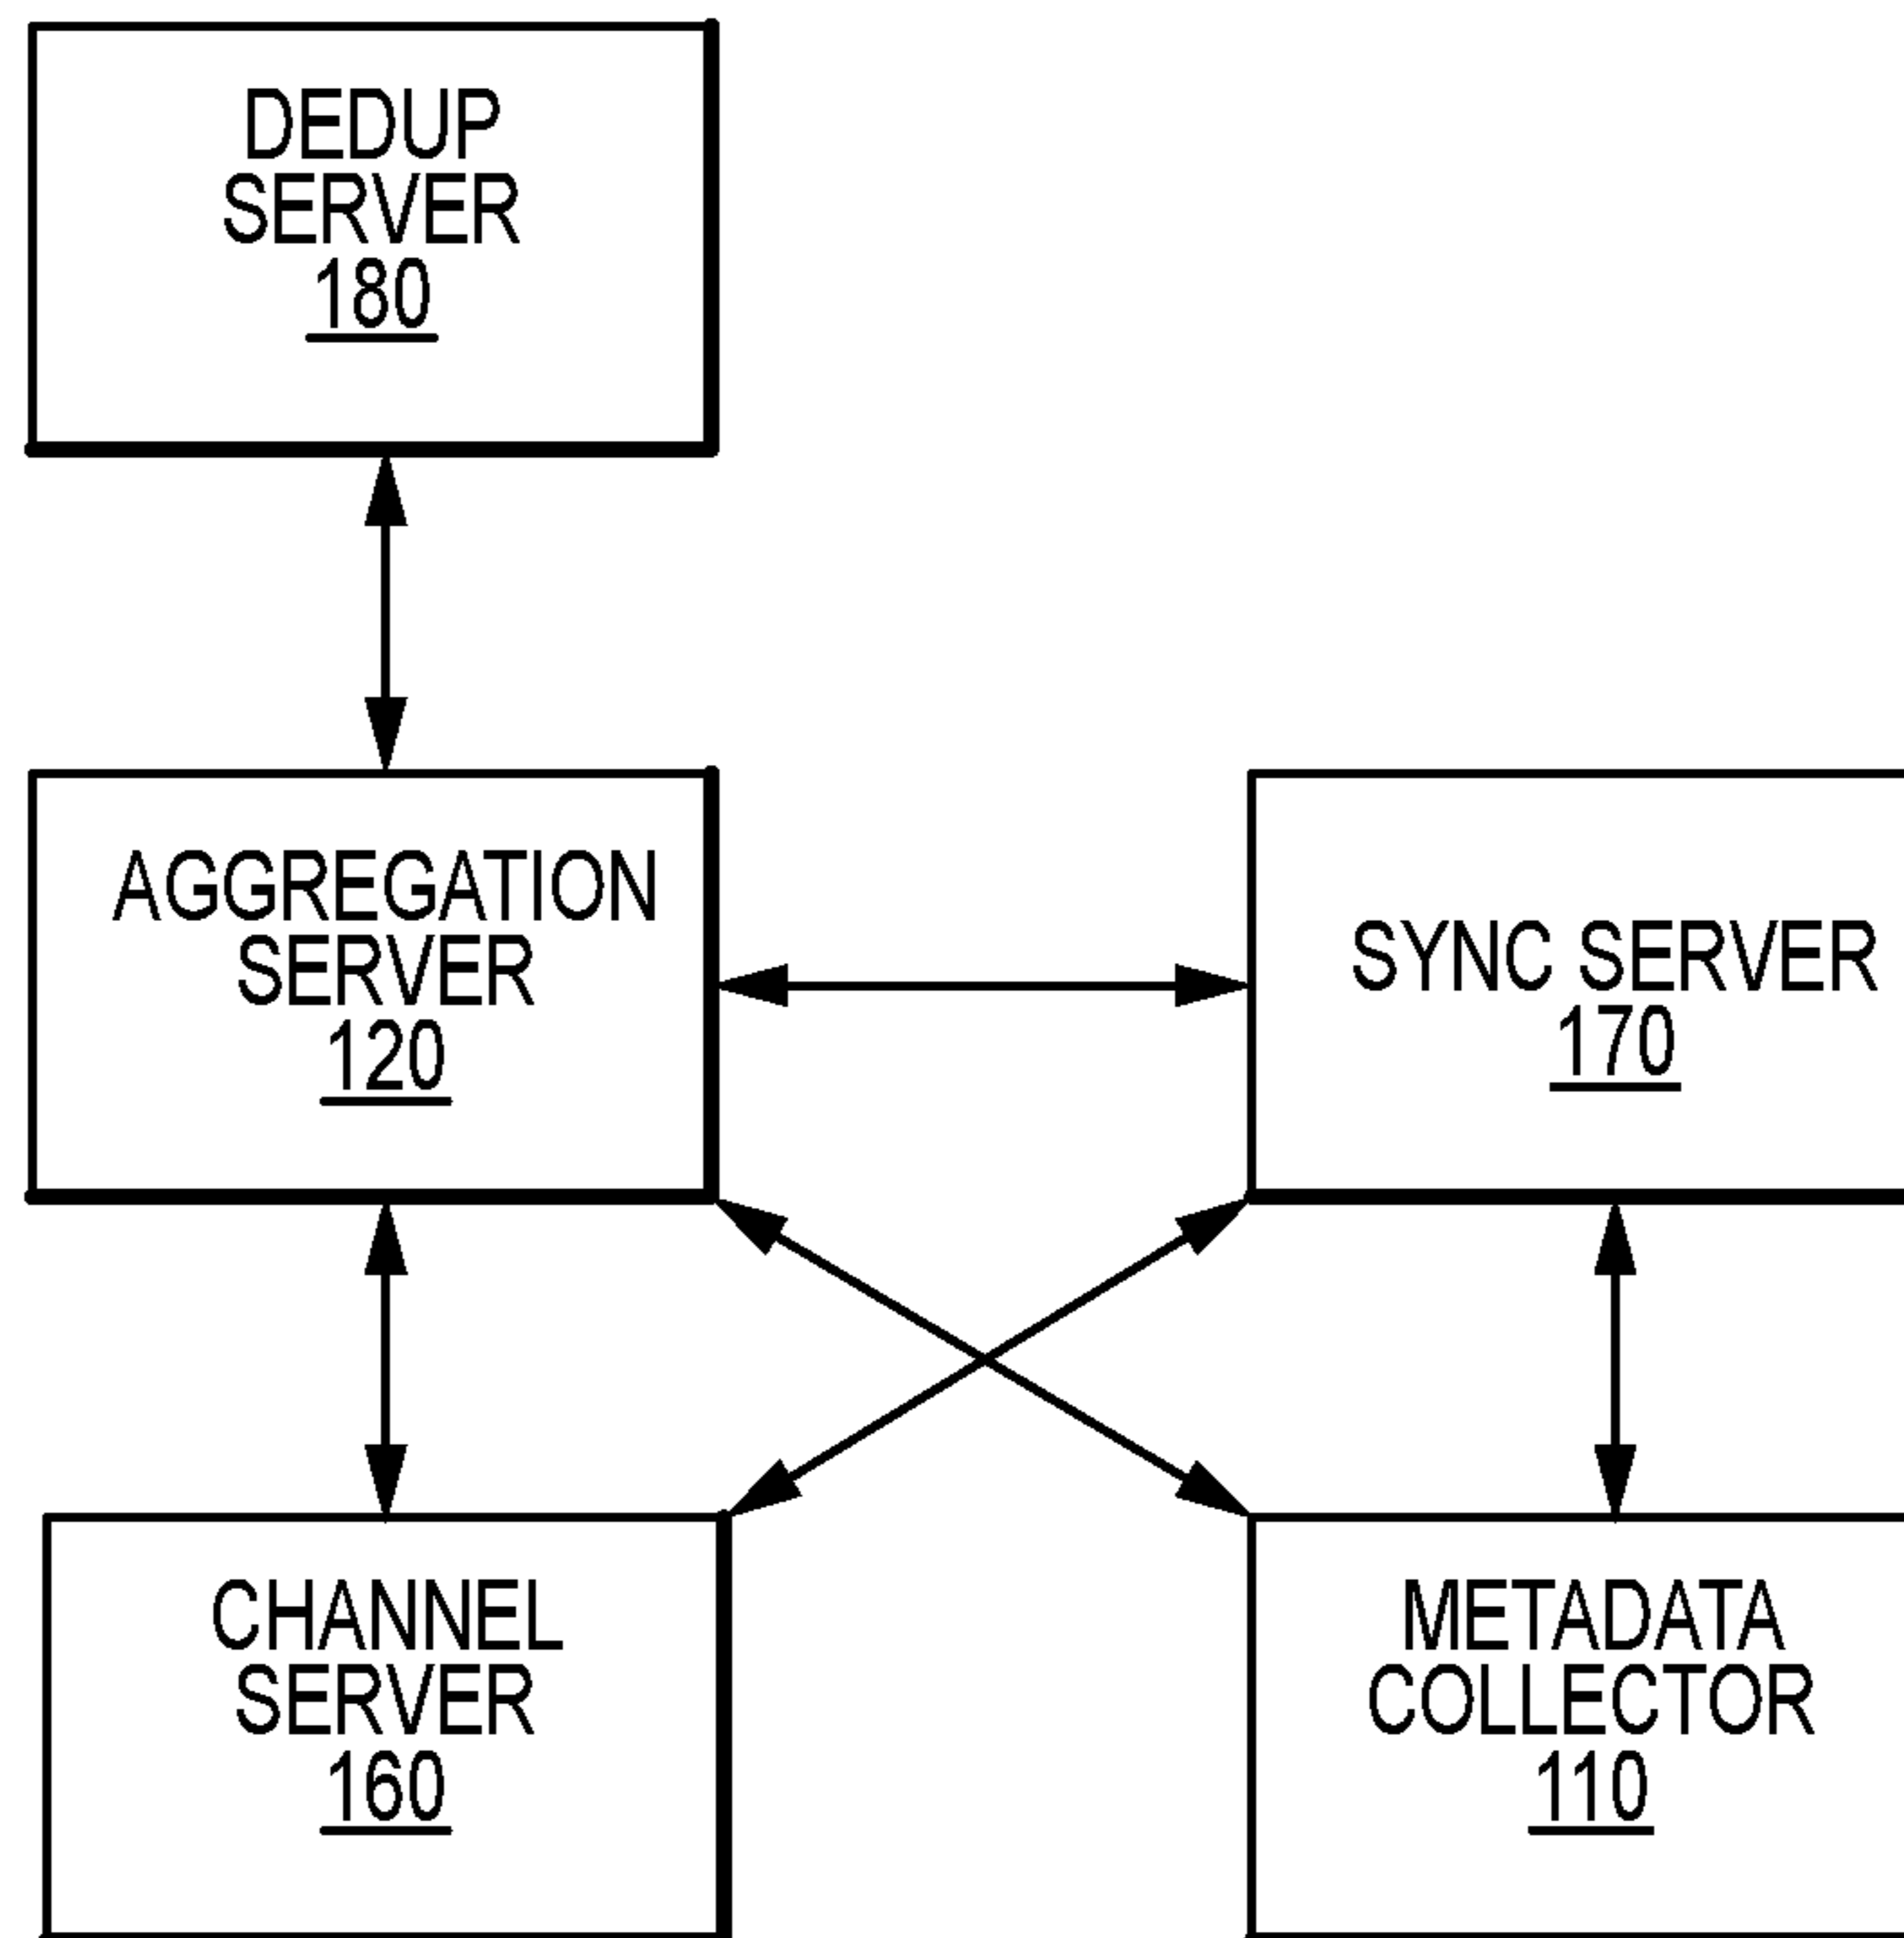 DEDUP
SERVER
180
AGGREGATION
SERVER
120
SYNC SERVER
170
CHANNEL
SERVER
160
METADATA
COLLECTOR
110